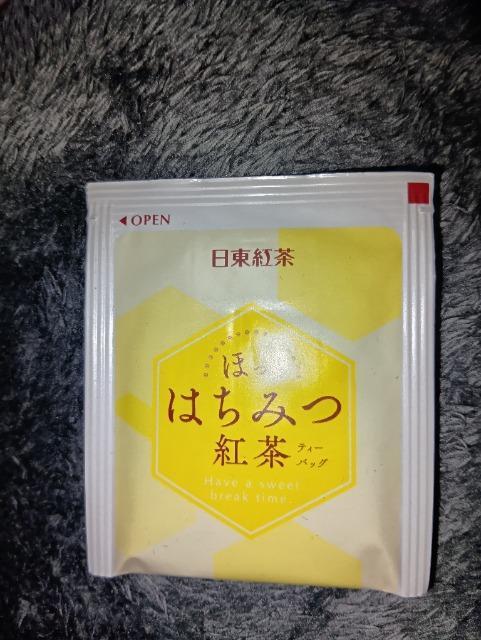 ◀ OPEN
日東紅茶
はちみつ
紅茶
ティー
バッグ
Have a sweet
break time.